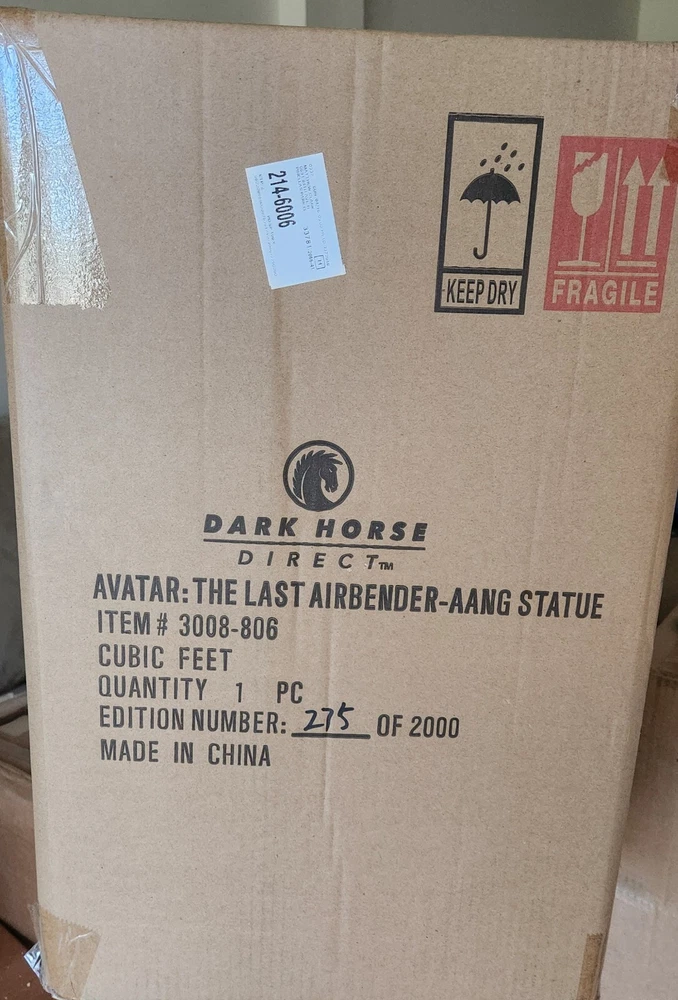 214-6006
KEEP DRY
FRAGILE
DARK HORSE
DIRECT™
AVATAR: THE LAST AIRBENDER-AANG STATUE
ITEM # 3008-806
CUBIC FEET
QUANTITY 1 PC
EDITION NUMBER: 275 OF 2000
MADE IN CHINA